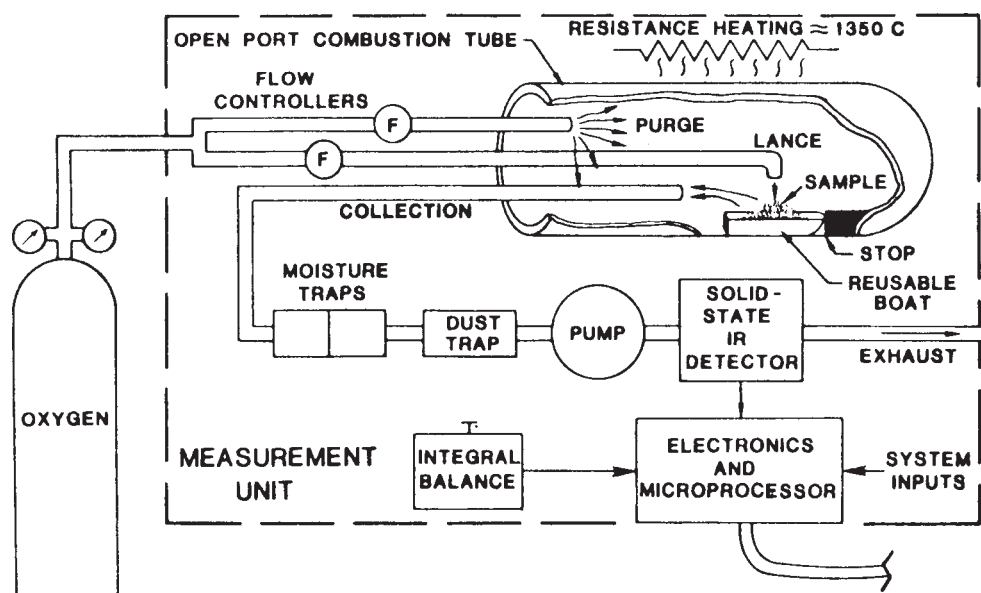 RESISTANCE HEATING ≈ 1350 C
OPEN PORT COMBUSTION TUBE
FLOW
CONTROLLERS
F
PURGE
F
LANCE
SAMPLE
COLLECTION
STOP
REUSABLE
BOAT
MOISTURE
TRAPS
DUST
TRAP
PUMP
SOLID-
STATE
IR
DETECTOR
EXHAUST
OXYGEN
MEASUREMENT
UNIT
INTEGRAL
BALANCE
ELECTRONICS
AND
MICROPROCESSOR
SYSTEM
INPUTS